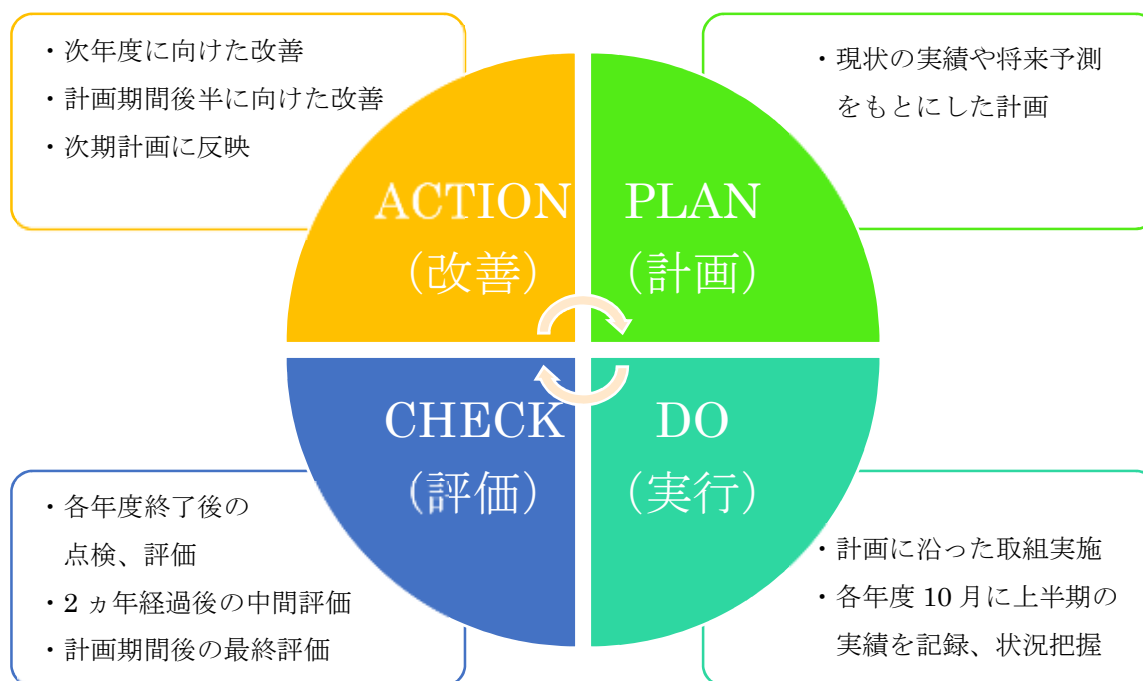 ・次年度に向けた改善
・計画期間後半に向けた改善
・次期計画に反映
・現状の実績や将来予測
をもとにした計画
ACTION
（改善）
PLAN
（計画）
CHECK
（評価）
DO
（実行）
・各年度終了後の
点検、評価
・2 ヵ年経過後の中間評価
・計画期間後の最終評価
・計画に沿った取組実施
・各年度 10 月に上半期の
実績を記録、状況把握